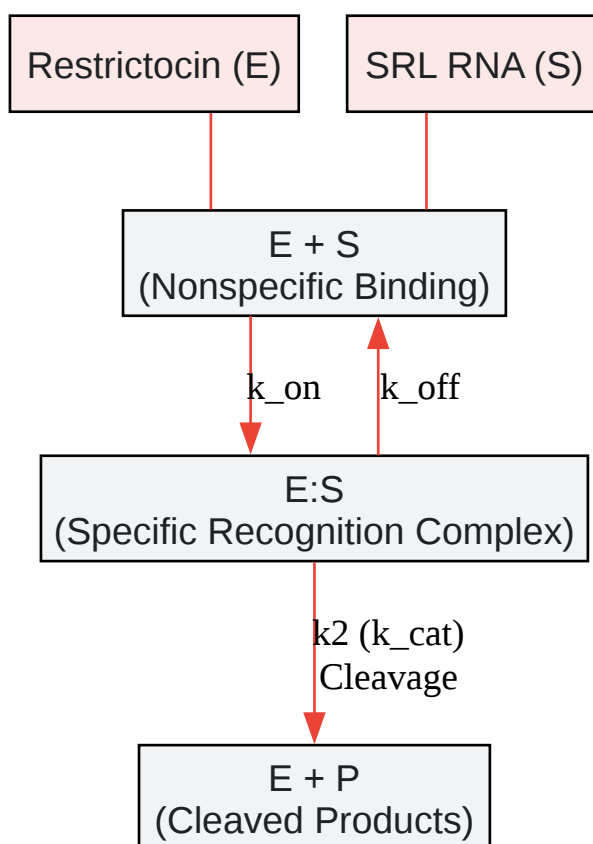 Restrictocin (E)
SRL RNA (S)
E + S
(Nonspecific Binding)
k_on
k_off
E:S
(Specific Recognition Complex)
k2 (k_cat)
Cleavage
E + P
(Cleaved Products)